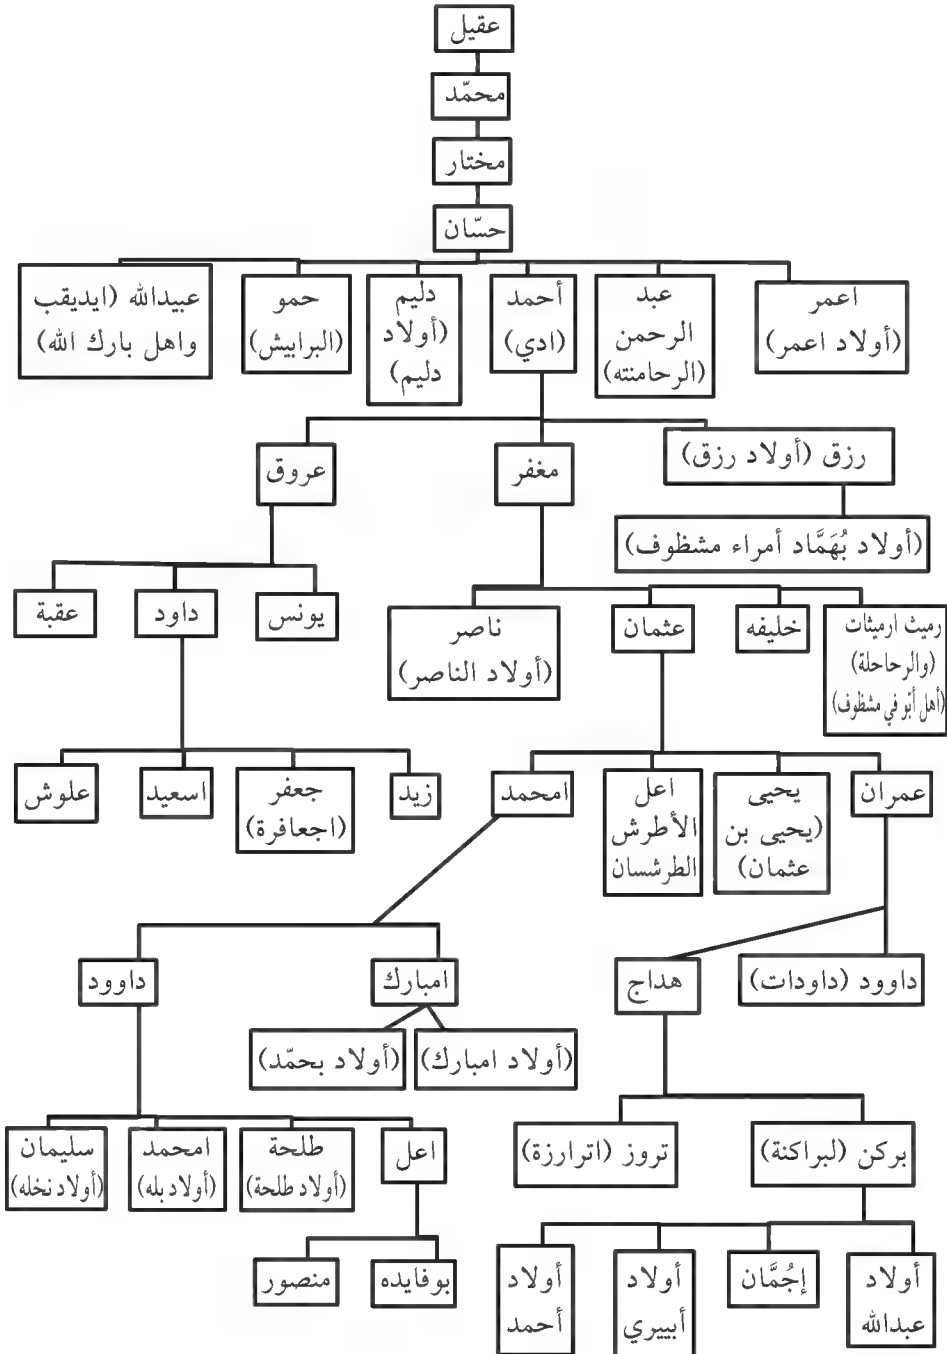 عقيل
محمّد
مختار
حسّان
اعمر
(أولاد اعمر)
عبد
الرحمن
(الرحامنته)
أحمد
(ادي)
دليم
(أولاد
دليم)
حمو
(البرابيش)
عبيدالله (ايديقب
واهل بارك الله)
رزق (أولاد رزق)
مغفر
عروق
(أولاد بُهَمَّاد أمراء مشظوف)
رميث ارميثات
(والرحاحلة)
(أهل أبّو في مشظوف)
خليفه
عثمان
ناصر
(أولاد الناصر)
يونس
داود
عقبة
عمران
يحيى
(يحيى بن
عثمان)
اعل
الأطرش
الطرشسان
امحمد
زيد
جعفر
(اجعافرة)
اسعيد
علوش
داوود (داودات)
هداج
امبارك
داوود
(أولاد امبارك)
(أولاد بحمّد)
بركن (لبراكنة)
تروز (اترارزة)
اعل
طلحة
(أولاد طلحة)
امحمد
(أولاد بله)
سليمان
(أولاد نخله)
أولاد
عبدالله
إجُمَّان
أولاد
أبييري
أولاد
أحمد
بوفايده
منصور